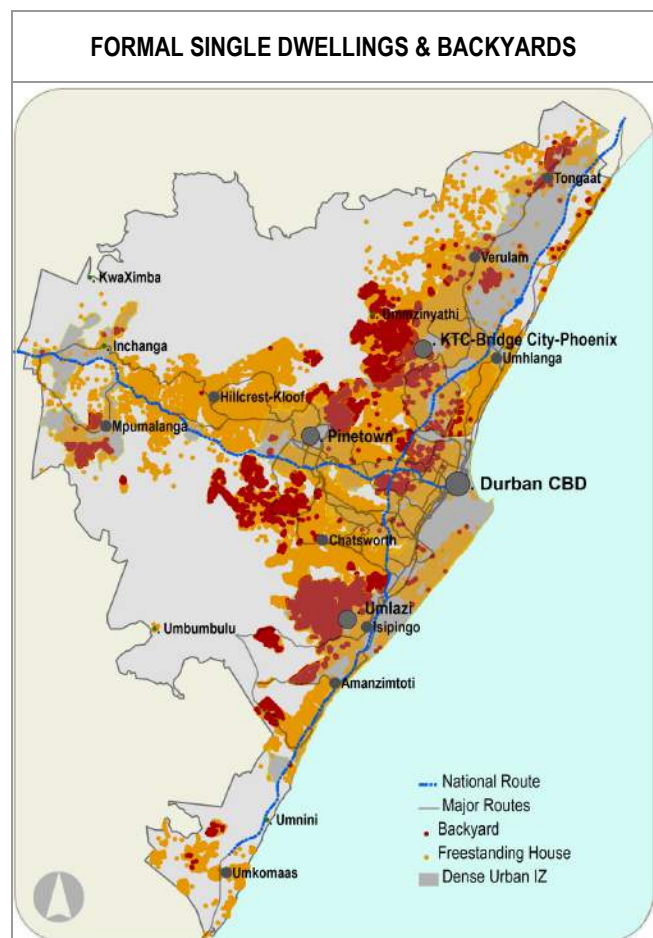 FORMAL SINGLE DWELLINGS & BACKYARDS
Tongaat
Verulam
KwaXimba
Ummzinyathi
KTC-Bridge City-Phoenix
Inchanga
Umhlanga
Hillcrest-Kloof
Mpumalanga
Pinetown
Durban CBD
Chatsworth
Umlazi
Umbumbulu
Isipingo
Amanzimtoti
National Route
Major Routes
Backyard
Umnini
Freestanding House
Umkomaas
Dense Urban IZ